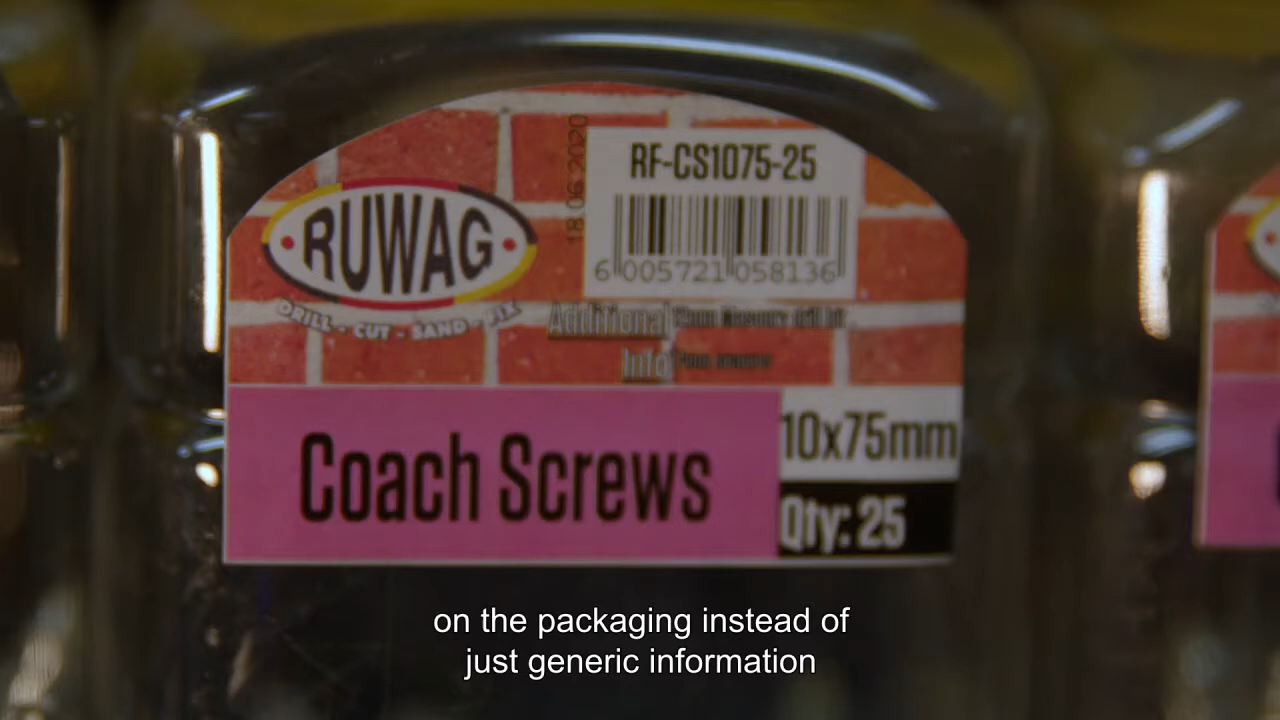 RF-CS1075-25
18.06.2020
RUWAG
6 005721 058136
DRILL - CUT - SAND - FIX
Additional
Info
Coach Screws
10x75mm
Qty: 25
on the packaging instead of
just generic information